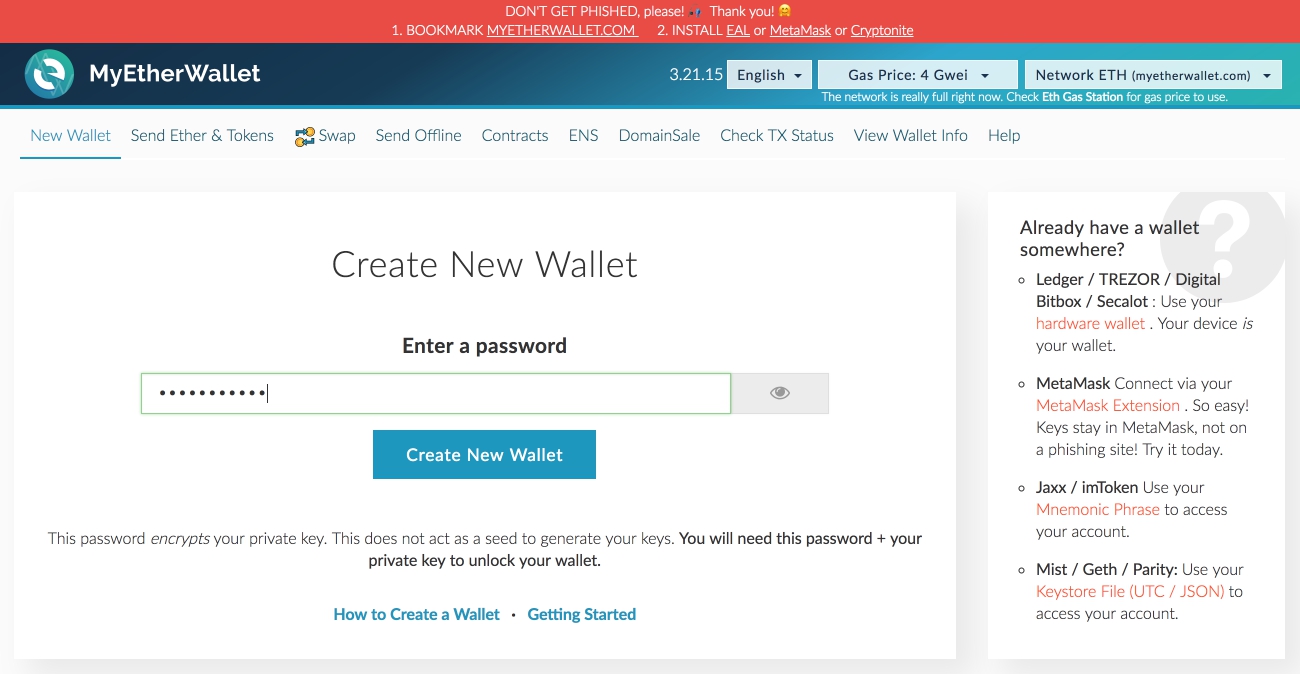 DON'T GET PHISHED, please! Thank you! 🤗
1. BOOKMARK MYETHERWALLET.COM 2. INSTALL EAL or MetaMask or Cryptonite
MyEtherWallet
3.21.15 English Gas Price: 4 Gwei Network ETH (myetherwallet.com)
The network is really full right now. Check Eth Gas Station for gas price to use.
New Wallet Send Ether & Tokens Swap Send Offline Contracts ENS DomainSale Check TX Status View Wallet Info Help
Create New Wallet
Enter a password
•••••••••••
Create New Wallet
This password encrypts your private key. This does not act as a seed to generate your keys. You will need this password + your
private key to unlock your wallet.
How to Create a Wallet · Getting Started
?
Already have a wallet
somewhere?
Ledger / TREZOR / Digital
Bitbox / Secalot : Use your
hardware wallet . Your device is
your wallet.
MetaMask Connect via your
MetaMask Extension . So easy!
Keys stay in MetaMask, not on
a phishing site! Try it today.
Jaxx / imToken Use your
Mnemonic Phrase to access
your account.
Mist / Geth / Parity: Use your
Keystore File (UTC / JSON) to
access your account.